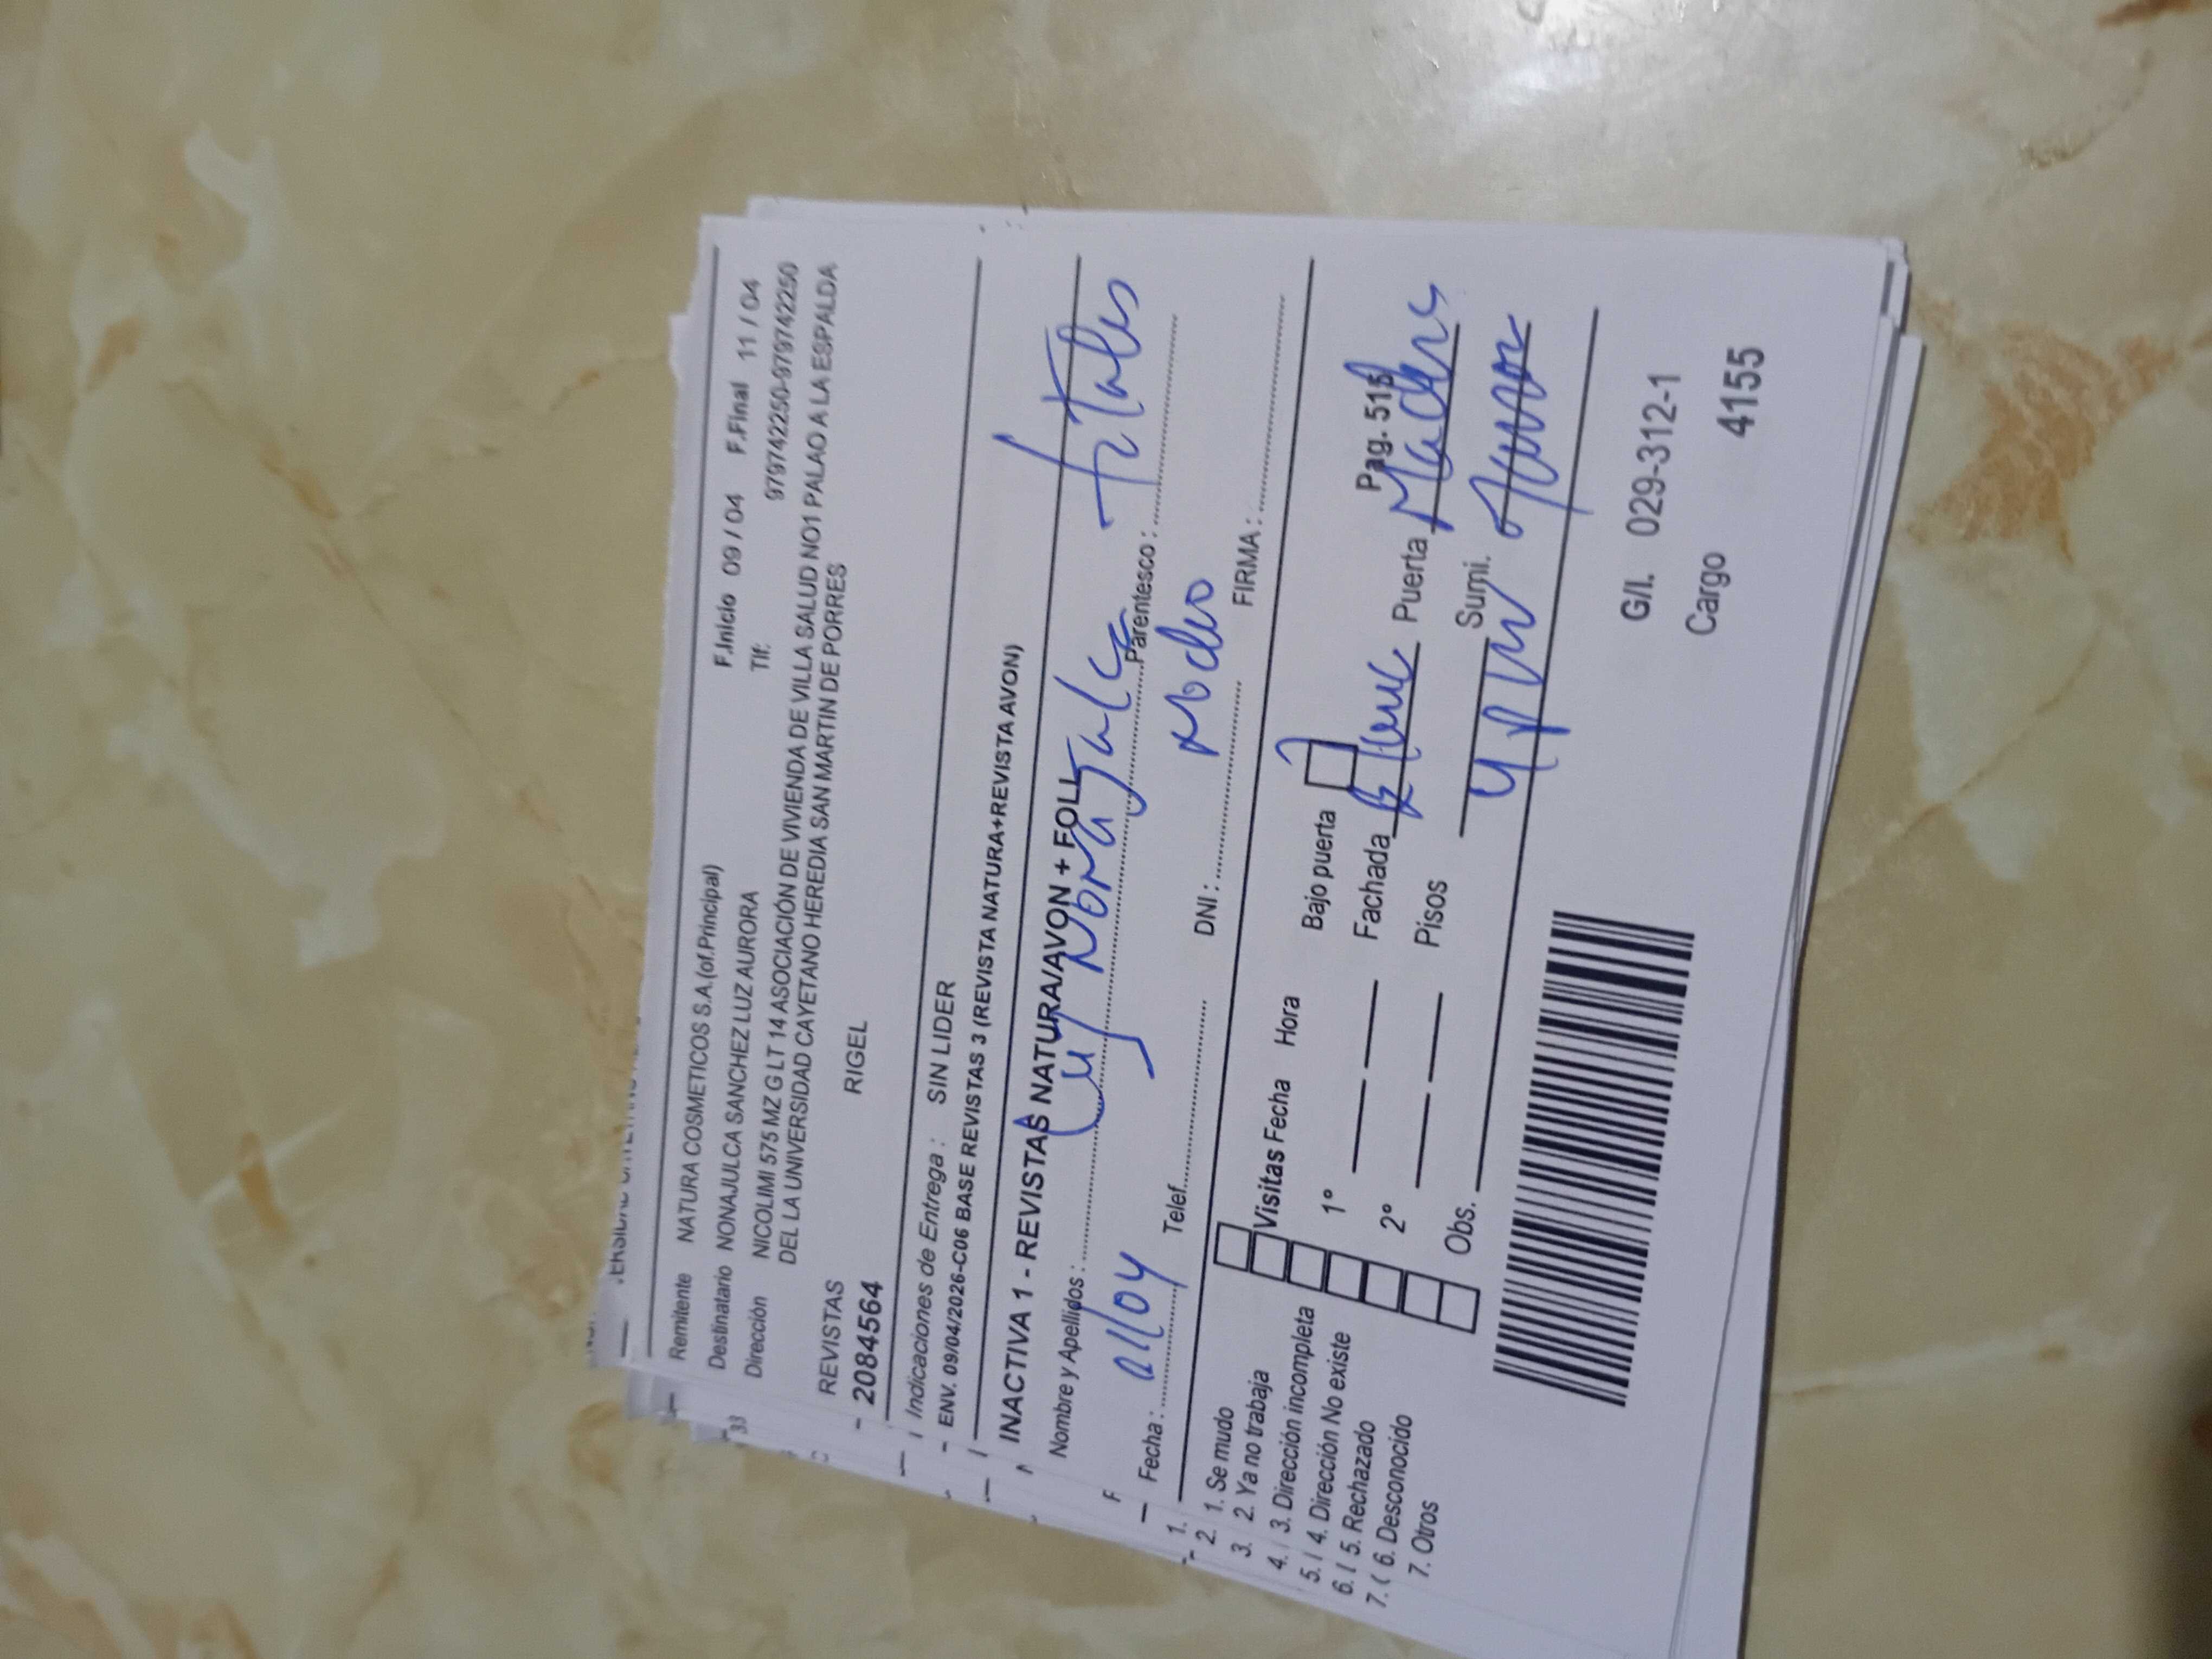 Remitente NATURA COSMETICOS S.A.(of.Principal) F.Inicio 09 / 04 F.Final 11 / 04
Destinatario NONAJULCA SANCHEZ LUZ AURORA Tlf: 979742250-979742250
Dirección NICOLIMI 575 MZ G LT 14 ASOCIACIÓN DE VIVIENDA DE VILLA SALUD NO1 PALAO A LA ESPALDA
DEL LA UNIVERSIDAD CAYETANO HEREDIA SAN MARTIN DE PORRES
REVISTAS RIGEL
2084564
Indicaciones de Entrega : SIN LIDER
ENV. 09/04/2026-C06 BASE REVISTAS 3 (REVISTA NATURA+REVISTA AVON)
INACTIVA 1 - REVISTAS NATURA/AVON + FOLL
Nombre y Apellidos : Parentesco :
Fecha : Telef. DNI : FIRMA :
1. Se mudo
2. Ya no trabaja
3. Dirección incompleta
4. Dirección No existe
5. Rechazado
6. Desconocido
7. Otros
Visitas Fecha Hora Bajo puerta Pag. 515
1º Fachada Puerta
2º Pisos Sumi.
Obs.
G/I. 029-312-1
Cargo 4155